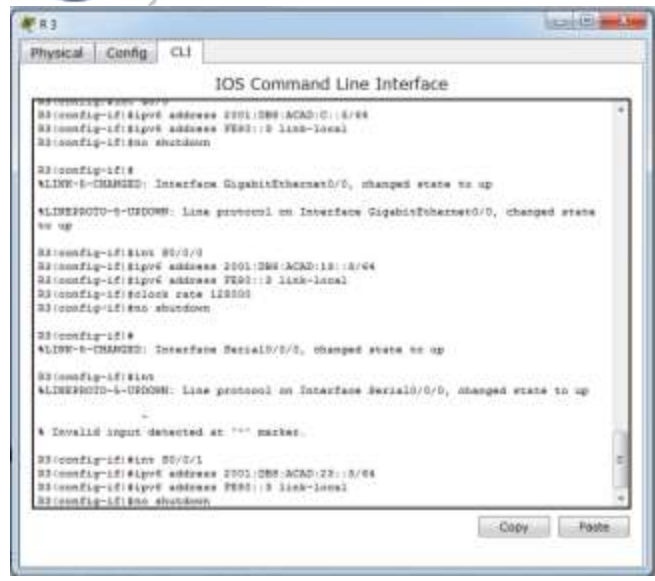 R3
Physical Config CLI
IOS Command Line Interface
R3(config)#int G0/0
R3(config-if)#ipv6 address 2001:DB8:ACAD:C::3/64
R3(config-if)#ipv6 address FE80::3 link-local
R3(config-if)#no shutdown
R3(config-if)#
%LINK-5-CHANGED: Interface GigabitEthernet0/0, changed state to up
%LINEPROTO-5-UPDOWN: Line protocol on Interface GigabitEthernet0/0, changed state
to up
R3(config-if)#int S0/0/0
R3(config-if)#ipv6 address 2001:DB8:ACAD:13::3/64
R3(config-if)#ipv6 address FE80::3 link-local
R3(config-if)#clock rate 128000
R3(config-if)#no shutdown
R3(config-if)#
%LINK-5-CHANGED: Interface Serial0/0/0, changed state to up
R3(config-if)#int
%LINEPROTO-5-UPDOWN: Line protocol on Interface Serial0/0/0, changed state to up
^
% Invalid input detected at '^' marker.
R3(config-if)#int S0/0/1
R3(config-if)#ipv6 address 2001:DB8:ACAD:23::3/64
R3(config-if)#ipv6 address FE80::3 link-local
R3(config-if)#no shutdown
Copy Paste